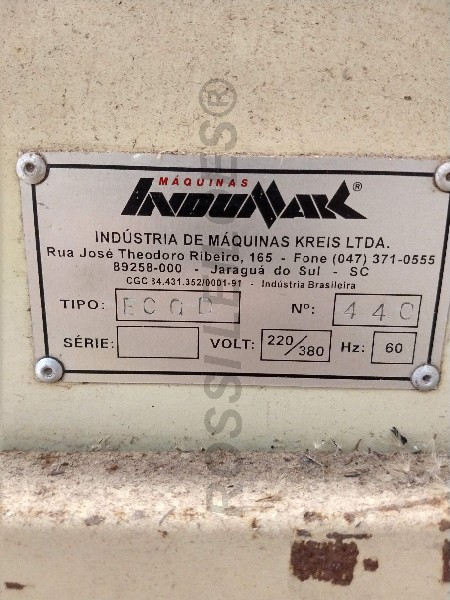 MÁQUINAS
INDUMAK®
INDÚSTRIA DE MÁQUINAS KREIS LTDA.
Rua José Theodoro Ribeiro, 165 - Fone (047) 371-0555
89258-000 - Jaraguá do Sul - SC
CGC 84.431.352/0001-91 - Indústria Brasileira
TIPO: Nº: 440
SÉRIE: VOLT: 220/380 Hz: 60
ROSSILEILOES®